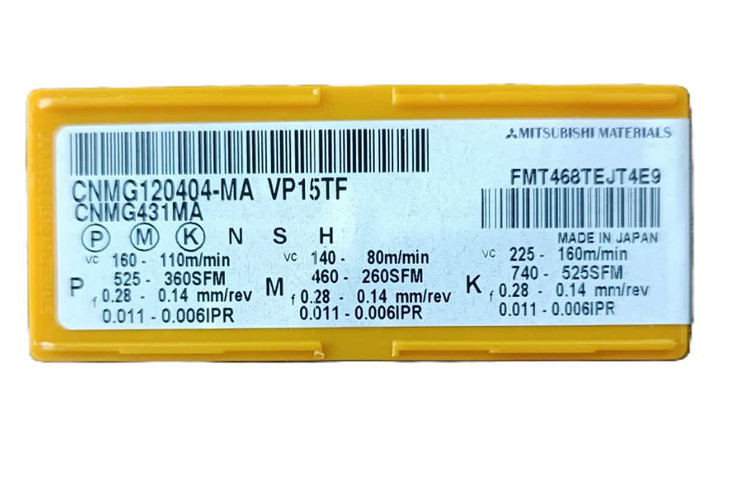 MITSUBISHI MATERIALS
CNMG120404-MA VP15TF
CNMG431MA
FMT468TEJT4E9
MADE IN JAPAN
P M K N S H
P
vc 160 - 110m/min
525 - 360SFM
f 0.28 - 0.14 mm/rev
0.011 - 0.006IPR
M
vc 140 - 80m/min
460 - 260SFM
f 0.28 - 0.14 mm/rev
0.011 - 0.006IPR
K
vc 225 - 160m/min
740 - 525SFM
f 0.28 - 0.14 mm/rev
0.011 - 0.006IPR